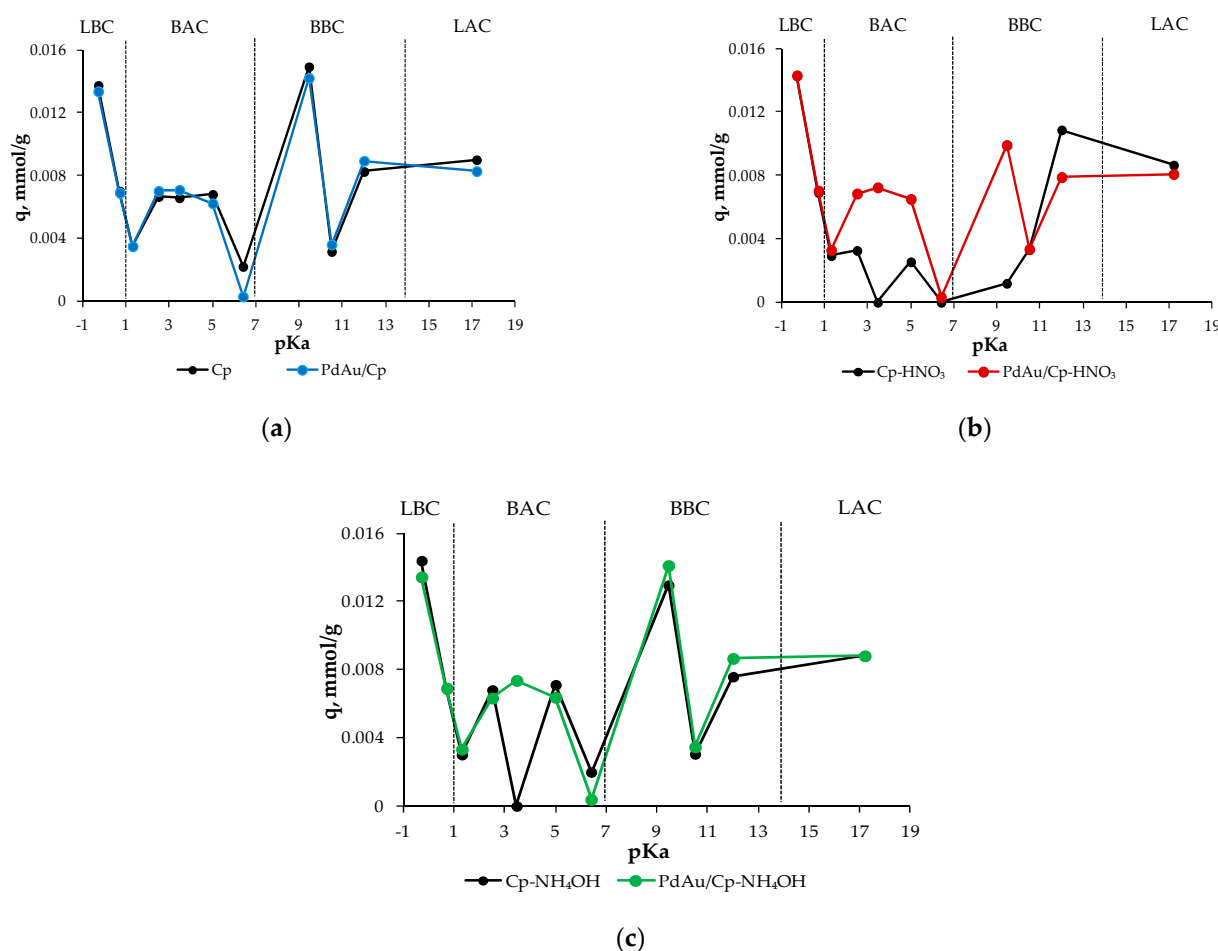 LBC BAC BBC LAC
0.016
0.012
0.008
0.004
0
q, mmol/g
-1 1 3 5 7 9 11 13 15 17 19
pKa
Cp PdAu/Cp
(a)
LBC BAC BBC LAC
0.016
0.012
0.008
0.004
0
q, mmol/g
-1 1 3 5 7 9 11 13 15 17 19
pKa
Cp-HNO₃ PdAu/Cp-HNO₃
(b)
LBC BAC BBC LAC
0.016
0.012
0.008
0.004
0
q, mmol/g
-1 1 3 5 7 9 11 13 15 17 19
pKa
Cp-NH₄OH PdAu/Cp-NH₄OH
(c)